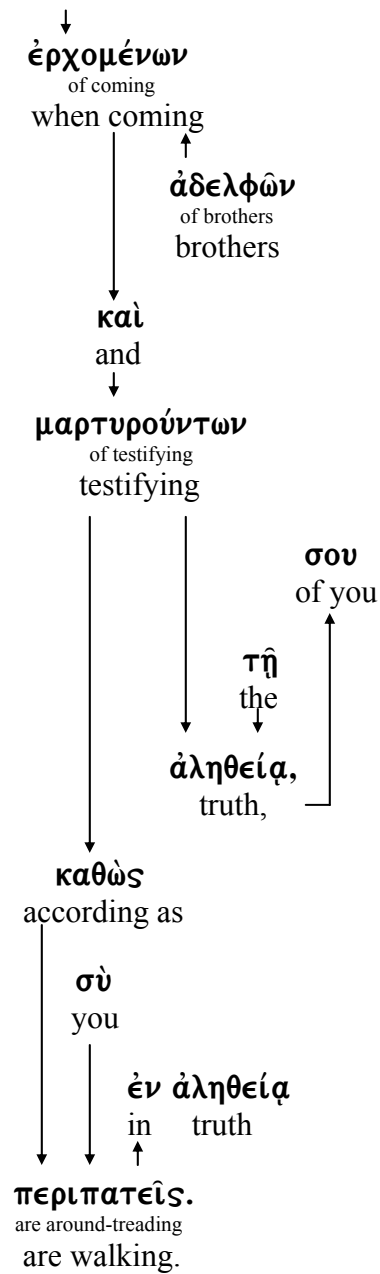 ἐρχομένων
of coming
when coming
ἀδελφῶν
of brothers
brothers
καὶ
and
μαρτυρούντων
of testifying
testifying
σου
of you
τῇ
the
ἀληθείᾳ,
truth,
καθὼς
according as
σὺ
you
ἐν ἀληθείᾳ
in truth
περιπατεῖς.
are around-treading
are walking.